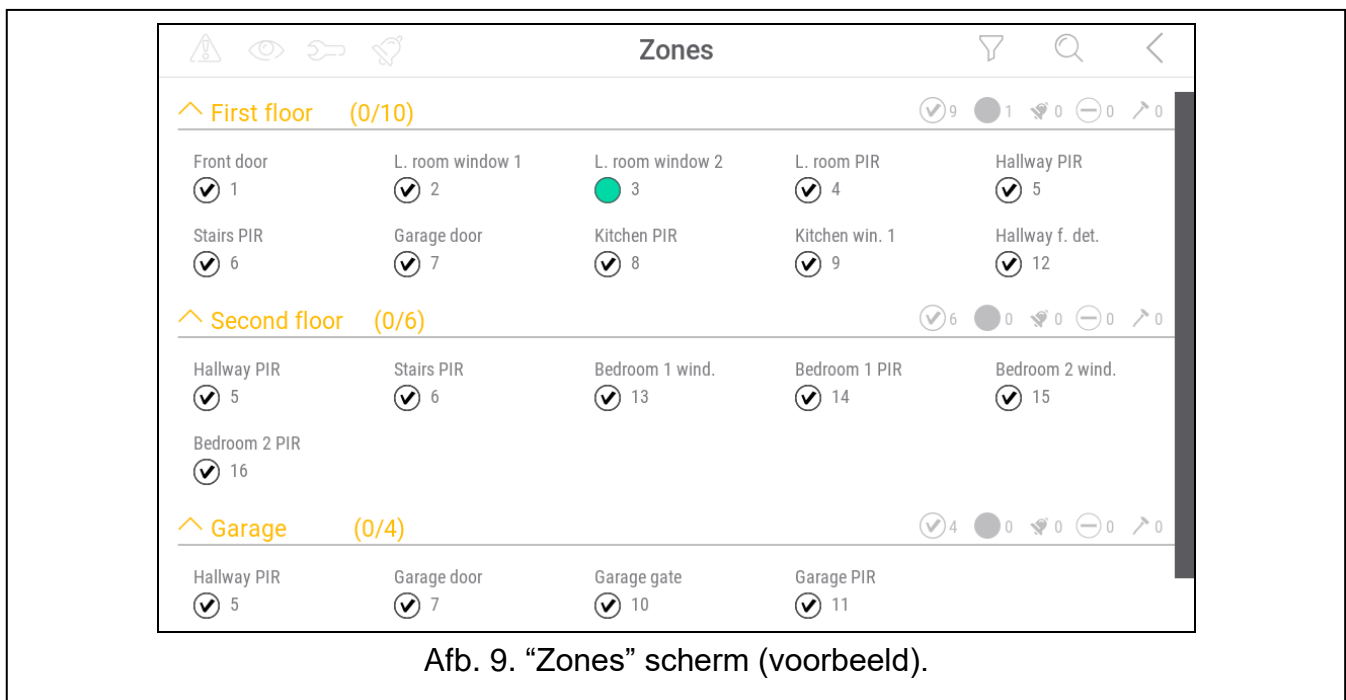 Zones
First floor (0/10) 9 1 0 0 0
Front door L. room window 1 L. room window 2 L. room PIR Hallway PIR
1 2 3 4 5
Stairs PIR Garage door Kitchen PIR Kitchen win. 1 Hallway f. det.
6 7 8 9 12
Second floor (0/6) 6 0 0 0 0
Hallway PIR Stairs PIR Bedroom 1 wind. Bedroom 1 PIR Bedroom 2 wind.
5 6 13 14 15
Bedroom 2 PIR
16
Garage (0/4) 4 0 0 0 0
Hallway PIR Garage door Garage gate Garage PIR
5 7 10 11
Afb. 9. “Zones” scherm (voorbeeld).